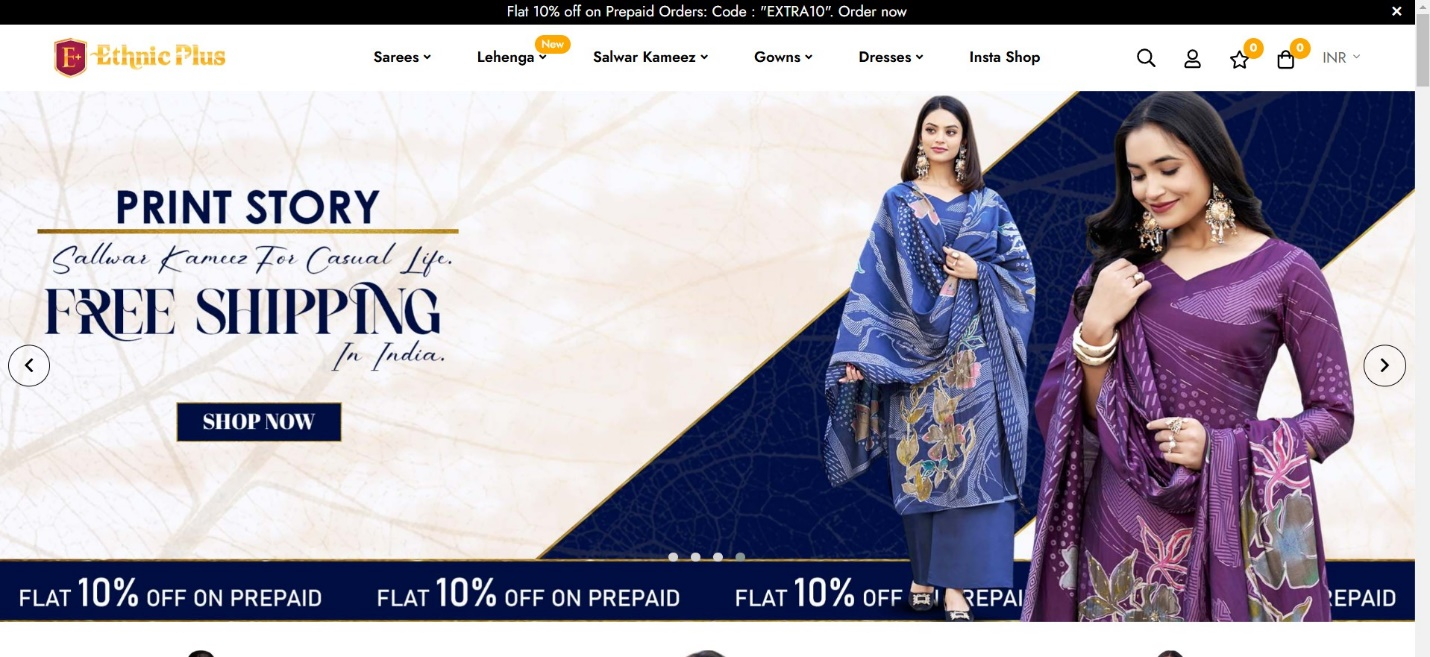 Flat 10% off on Prepaid Orders: Code : "EXTRA10". Order now
E+ Ethnic Plus
Sarees
Lehenga
New
Salwar Kameez
Gowns
Dresses
Insta Shop
0
0
INR
PRINT STORY
Sallwar Kameez For Casual Life.
FREE SHIPPING
In India.
SHOP NOW
FLAT 10% OFF ON PREPAID FLAT 10% OFF ON PREPAID FLAT 10% OFF REPAID